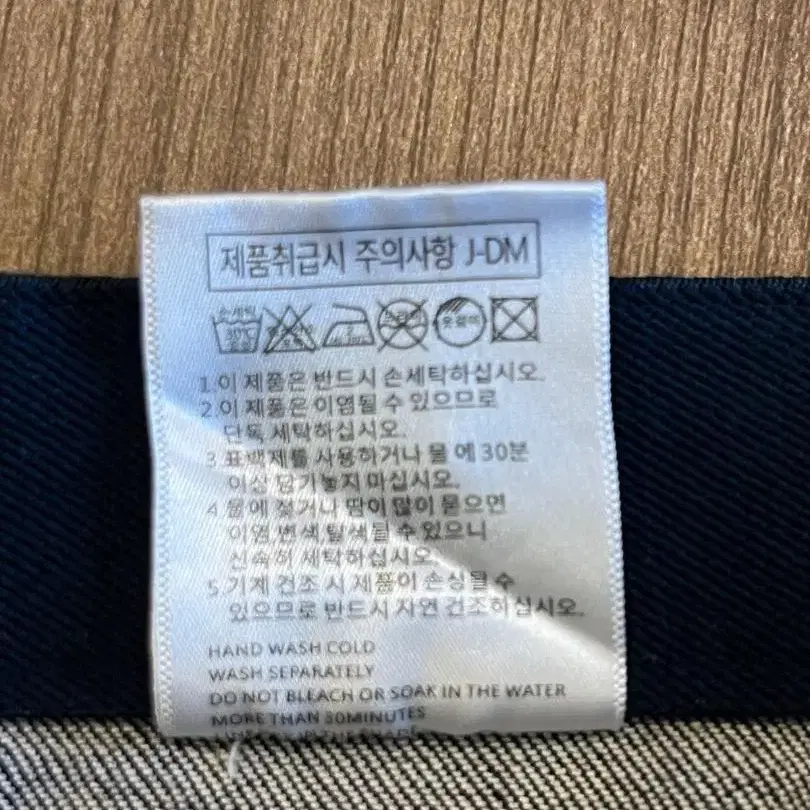 제품취급시 주의사항 J-DM
손세탁
30℃
옷걸이
1.이 제품은 반드시 손세탁하십시오.
2.이 제품은 이염될 수 있으므로
단독 세탁하십시오.
3.표백제를 사용하거나 물 에 30분
이상 담가놓지 마십시오.
4.물에 젖거나 땀이 많이 묻으면
이염,변색,탈색될 수 있으니
신속히 세탁하십시오.
5.기계 건조 시 제품이 손상될 수
있으므로 반드시 자연 건조하십시오.
HAND WASH COLD
WASH SEPARATELY
DO NOT BLEACH OR SOAK IN THE WATER
MORE THAN 30MINUTES